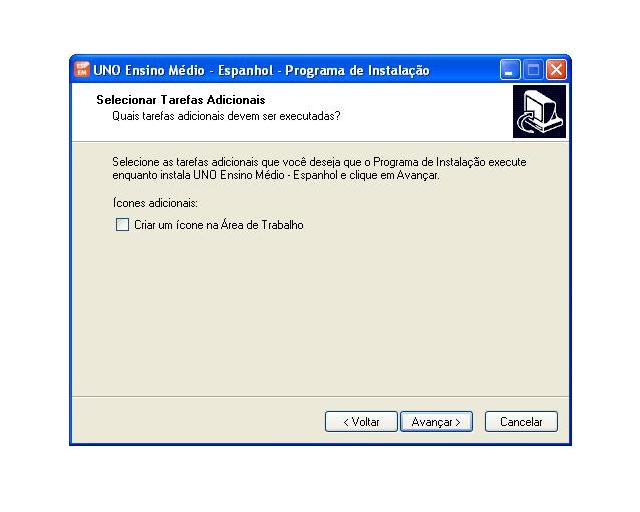 ESP
EM
UNO Ensino Médio - Espanhol - Programa de Instalação
Selecionar Tarefas Adicionais
Quais tarefas adicionais devem ser executadas?
Selecione as tarefas adicionais que você deseja que o Programa de Instalação execute
enquanto instala UNO Ensino Médio - Espanhol e clique em Avançar.
Ícones adicionais:
Criar um ícone na Área de Trabalho
< Voltar
Avançar >
Cancelar